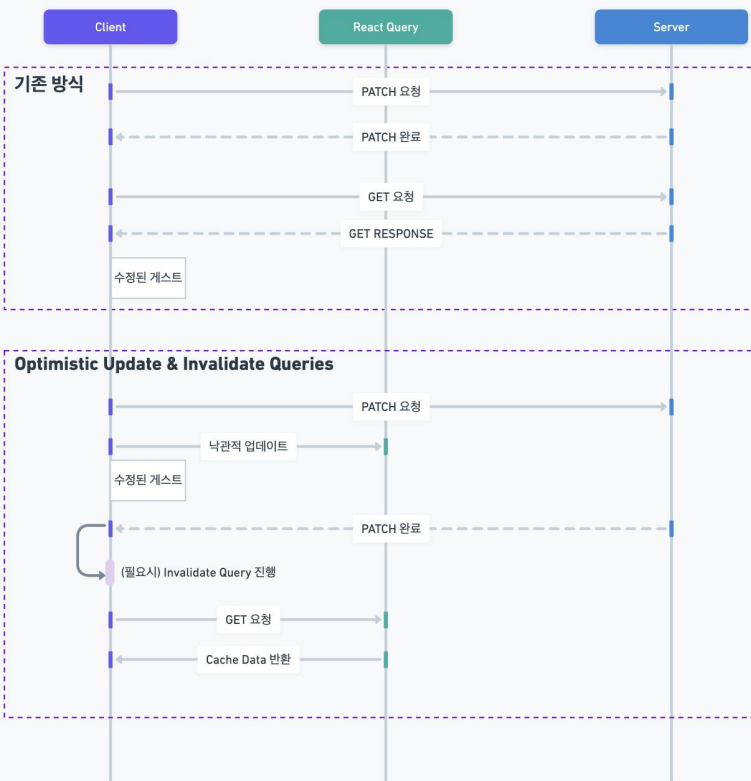 Client
React Query
Server
기존 방식
PATCH 요청
PATCH 완료
GET 요청
GET RESPONSE
수정된 게스트
Optimistic Update & Invalidate Queries
PATCH 요청
낙관적 업데이트
수정된 게스트
PATCH 완료
(필요시) Invalidate Query 진행
GET 요청
Cache Data 반환